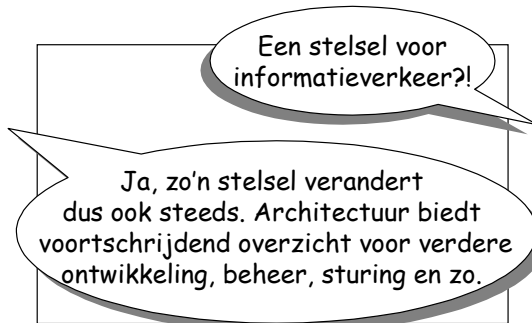 Een stelsel voor
informatieverkeer?!
Ja, zo'n stelsel verandert
dus ook steeds. Architectuur biedt
voortschrijdend overzicht voor verdere
ontwikkeling, beheer, sturing en zo.